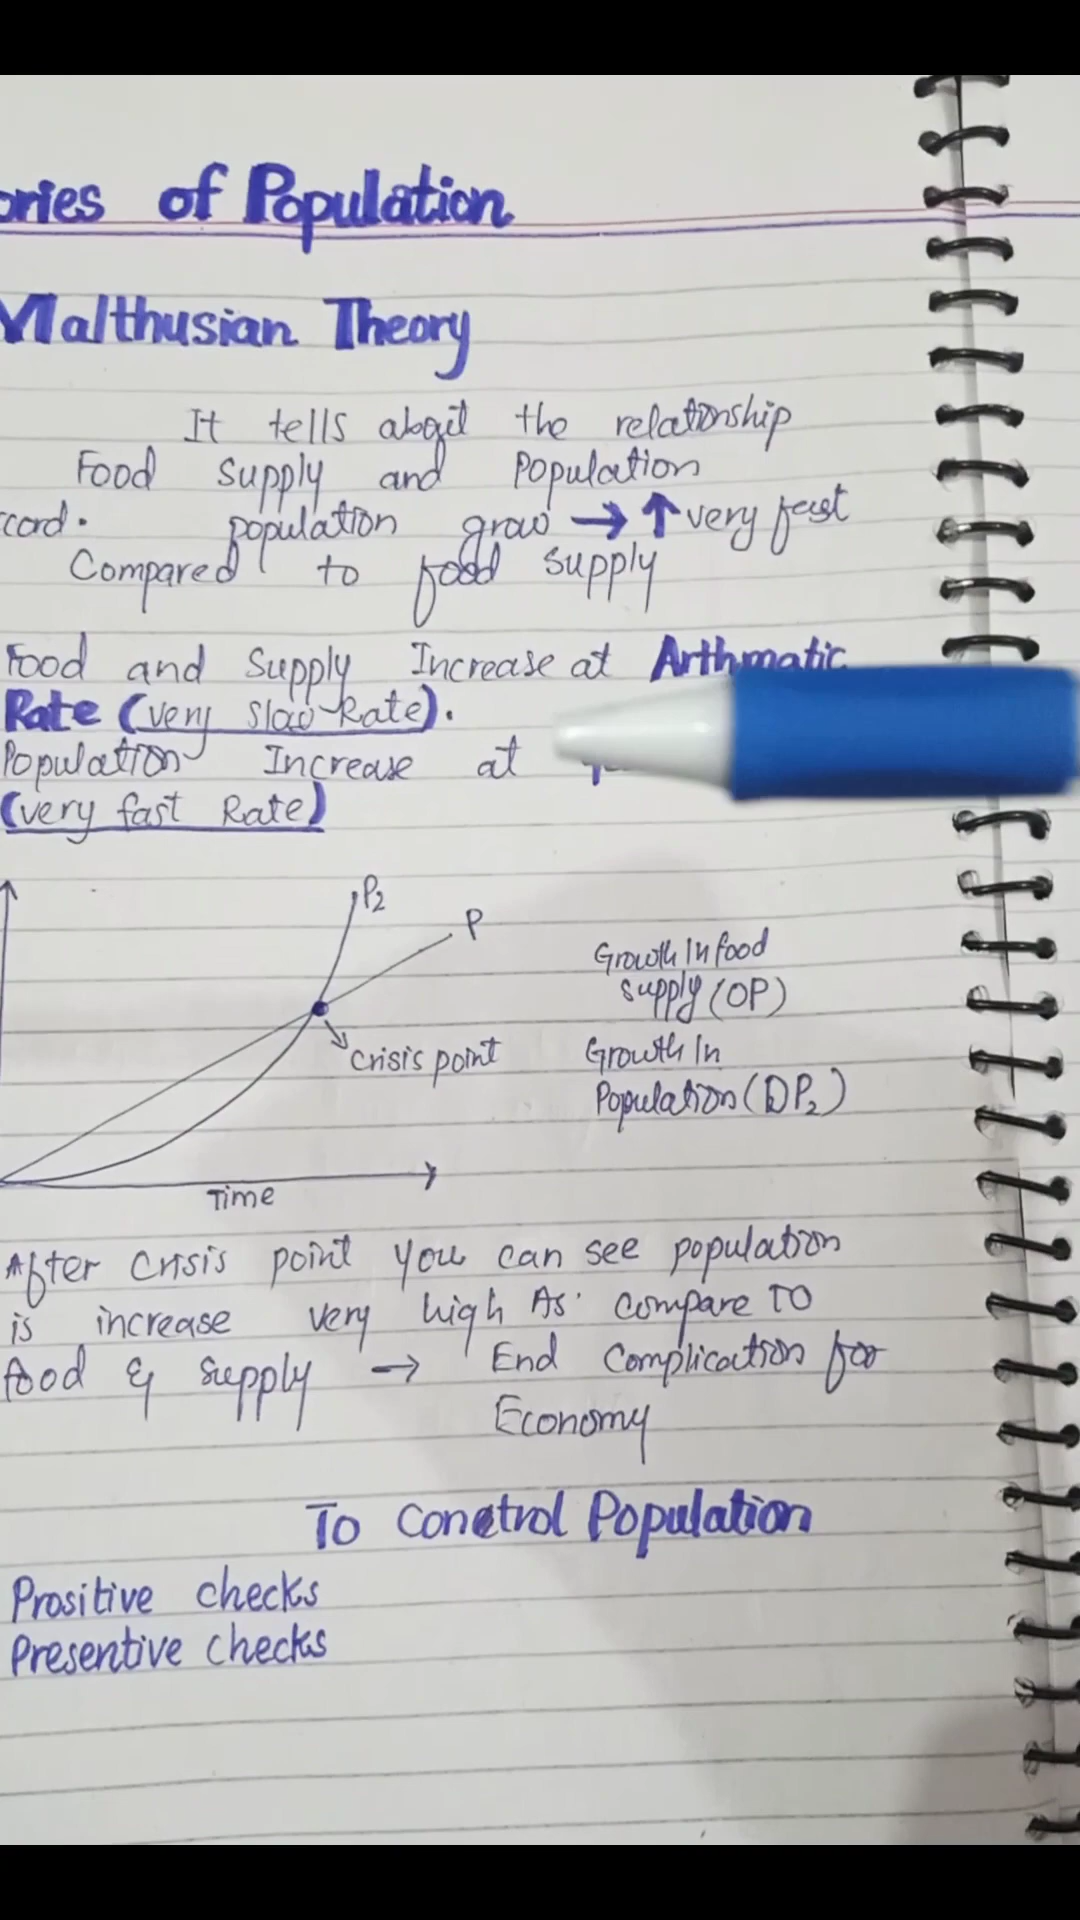 ories of Population
Malthusian Theory
It tells about the relationship
Food Supply and Population
ccord. population grow → ↑ very fast
Compared to food supply
Food and Supply Increase at Arthmatic
Rate (very slow Rate).
Population Increase at
(very fast Rate)
P2
P
Growth In food
supply (OP)
crisis point
Growth In
Population (DP2)
Time
After crisis point you can see population
is increase very high As compare To
food & supply → End Complication for
Economy
To Conctrol Population
Prositive checks
Presentive checks